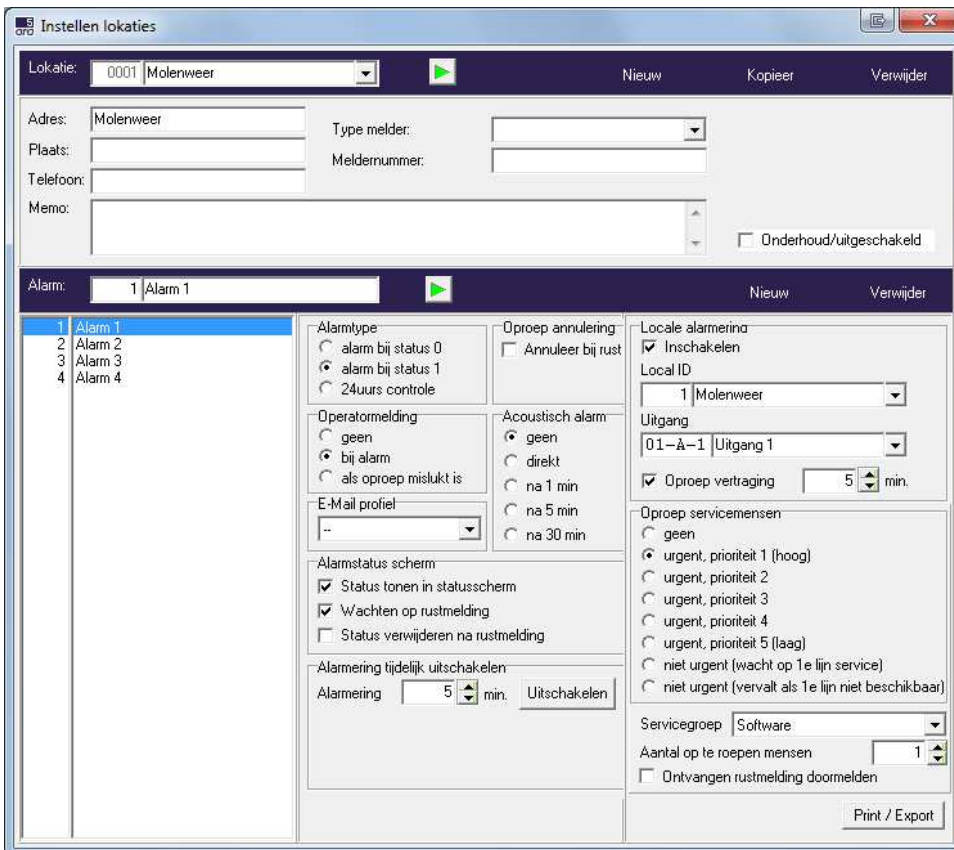 Instellen lokaties
Lokatie: 0001 Molenweer Nieuw Kopieer Verwijder
Adres: Molenweer
Plaats:
Telefoon:
Memo:
Type melder:
Meldernummer:
Onderhoud/uitgeschakeld
Alarm: 1 Alarm 1 Nieuw Verwijder
1 Alarm 1
2 Alarm 2
3 Alarm 3
4 Alarm 4
Alarmtype
alarm bij status 0
alarm bij status 1
24uurs controle
Oproep annulering
Annuleer bij rust
Operatormelding
geen
bij alarm
als oproep mislukt is
Acoustisch alarm
geen
direkt
na 1 min
na 5 min
na 30 min
E-Mail profiel
--
Alarmstatus scherm
Status tonen in statusscherm
Wachten op rustmelding
Status verwijderen na rustmelding
Alarmering tijdelijk uitschakelen
Alarmering 5 min. Uitschakelen
Locale alarmering
Inschakelen
Local ID
1 Molenweer
Uitgang
01-A-1 Uitgang 1
Oproep vertraging 5 min.
Oproep servicemensen
geen
urgent, prioriteit 1 (hoog)
urgent, prioriteit 2
urgent, prioriteit 3
urgent, prioriteit 4
urgent, prioriteit 5 (laag)
niet urgent (wacht op 1e lijn service)
niet urgent (vervalt als 1e lijn niet beschikbaar)
Servicegroep Software
Aantal op te roepen mensen 1
Ontvangen rustmelding doormelden
Print / Export